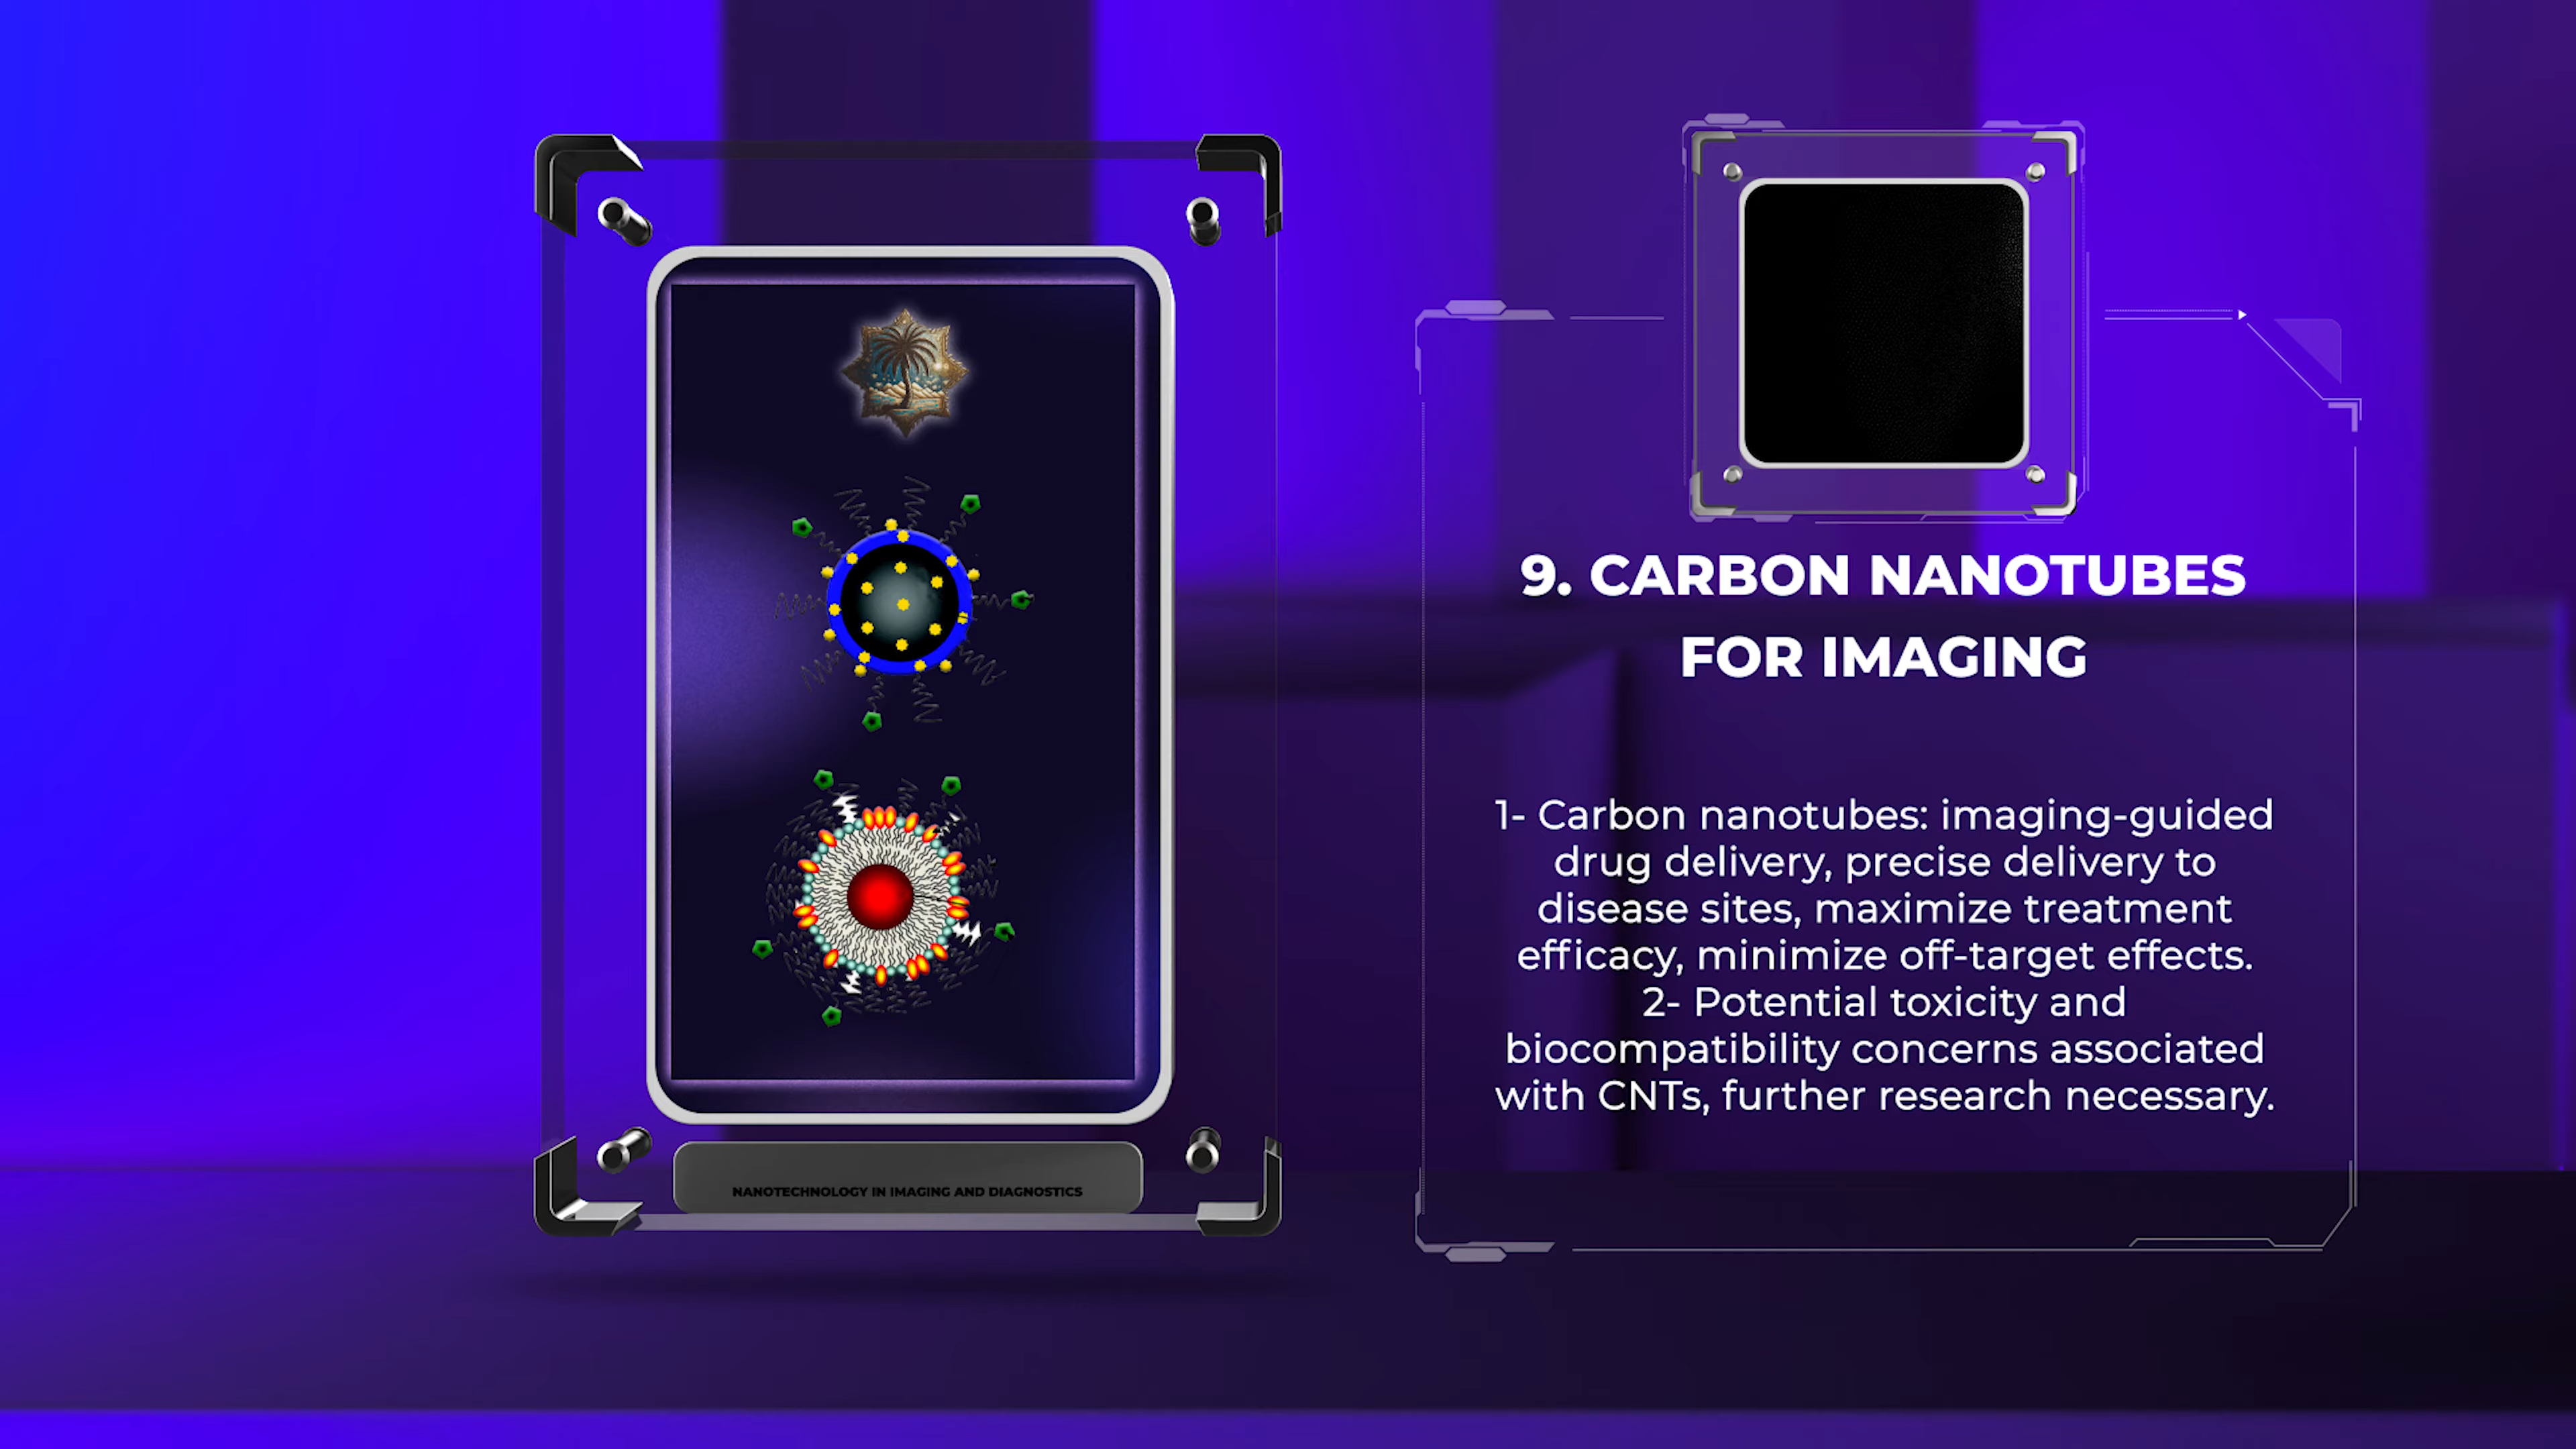 NANOTECHNOLOGY IN IMAGING AND DIAGNOSTICS
9. CARBON NANOTUBES
FOR IMAGING
1- Carbon nanotubes: imaging-guided
drug delivery, precise delivery to
disease sites, maximize treatment
efficacy, minimize off-target effects.
2- Potential toxicity and
biocompatibility concerns associated
with CNTs, further research necessary.